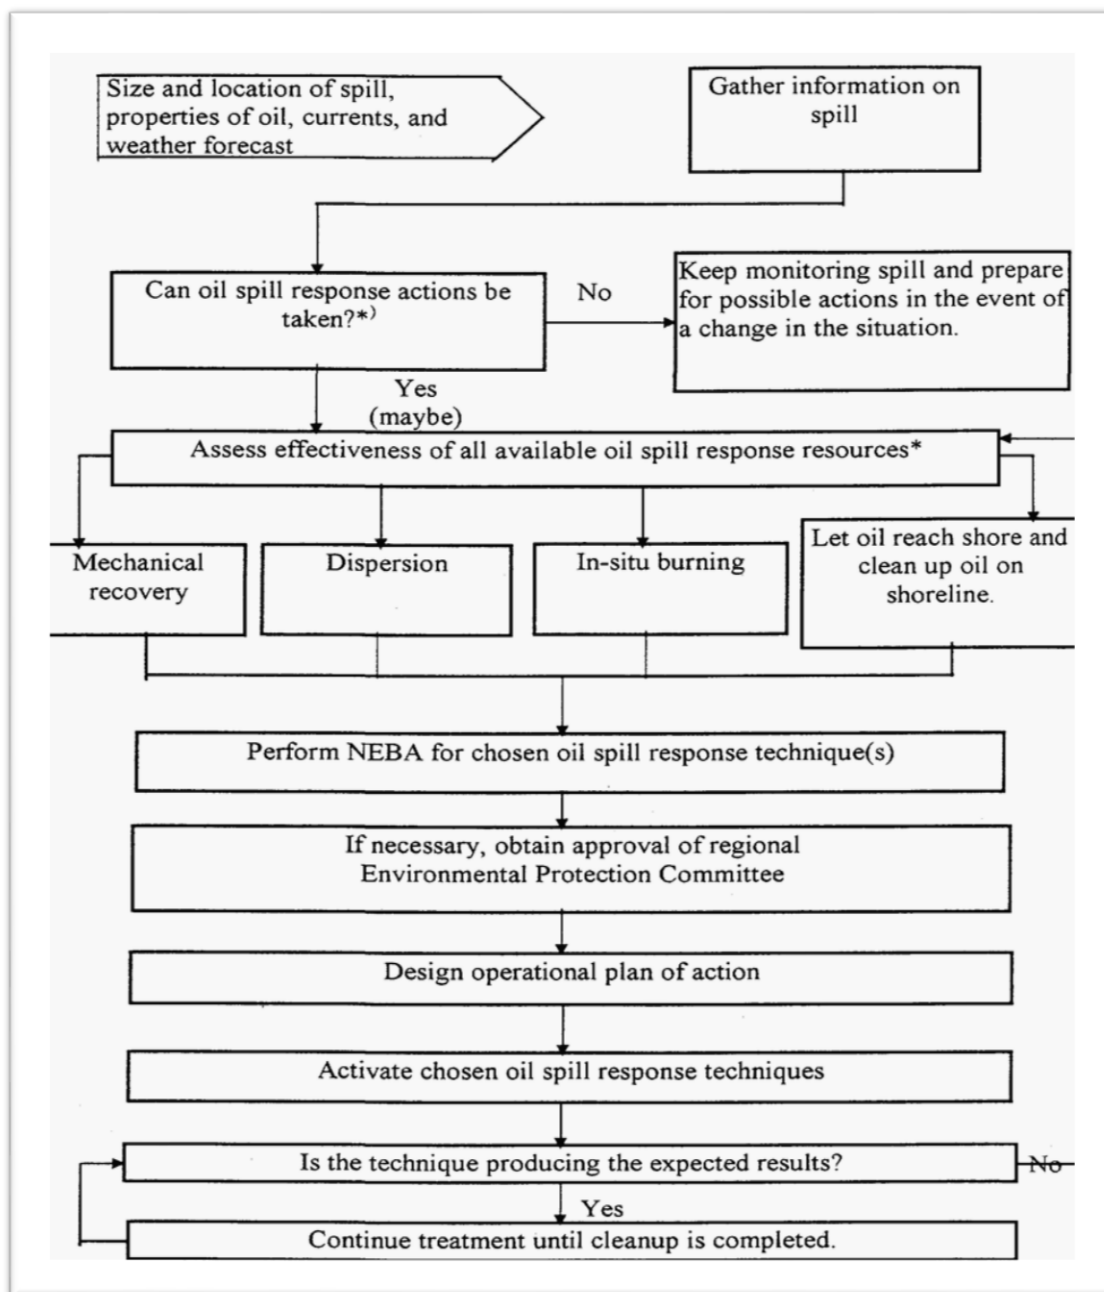 Size and location of spill,
properties of oil, currents, and
weather forecast
Gather information on
spill
Can oil spill response actions be
taken?*)
No
Keep monitoring spill and prepare
for possible actions in the event of
a change in the situation.
Yes
(maybe)
Assess effectiveness of all available oil spill response resources*
Mechanical
recovery
Dispersion
In-situ burning
Let oil reach shore and
clean up oil on
shoreline.
Perform NEBA for chosen oil spill response technique(s)
If necessary, obtain approval of regional
Environmental Protection Committee
Design operational plan of action
Activate chosen oil spill response techniques
Is the technique producing the expected results?
No
Yes
Continue treatment until cleanup is completed.